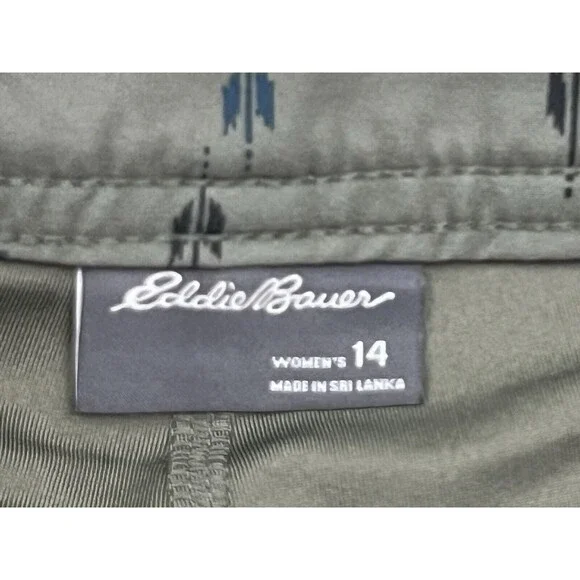 Eddie Bauer
WOMEN'S 14
MADE IN SRI LANKA